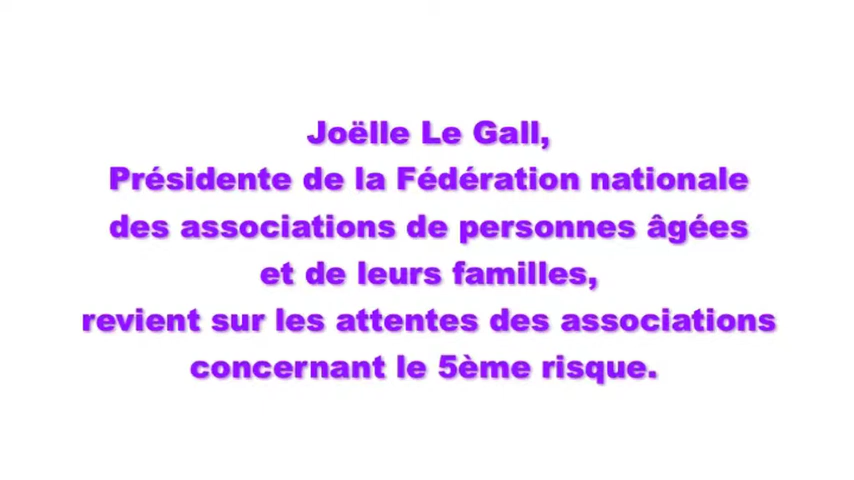 Joëlle Le Gall,
Présidente de la Fédération nationale
des associations de personnes âgées
et de leurs familles,
revient sur les attentes des associations
concernant le 5ème risque.